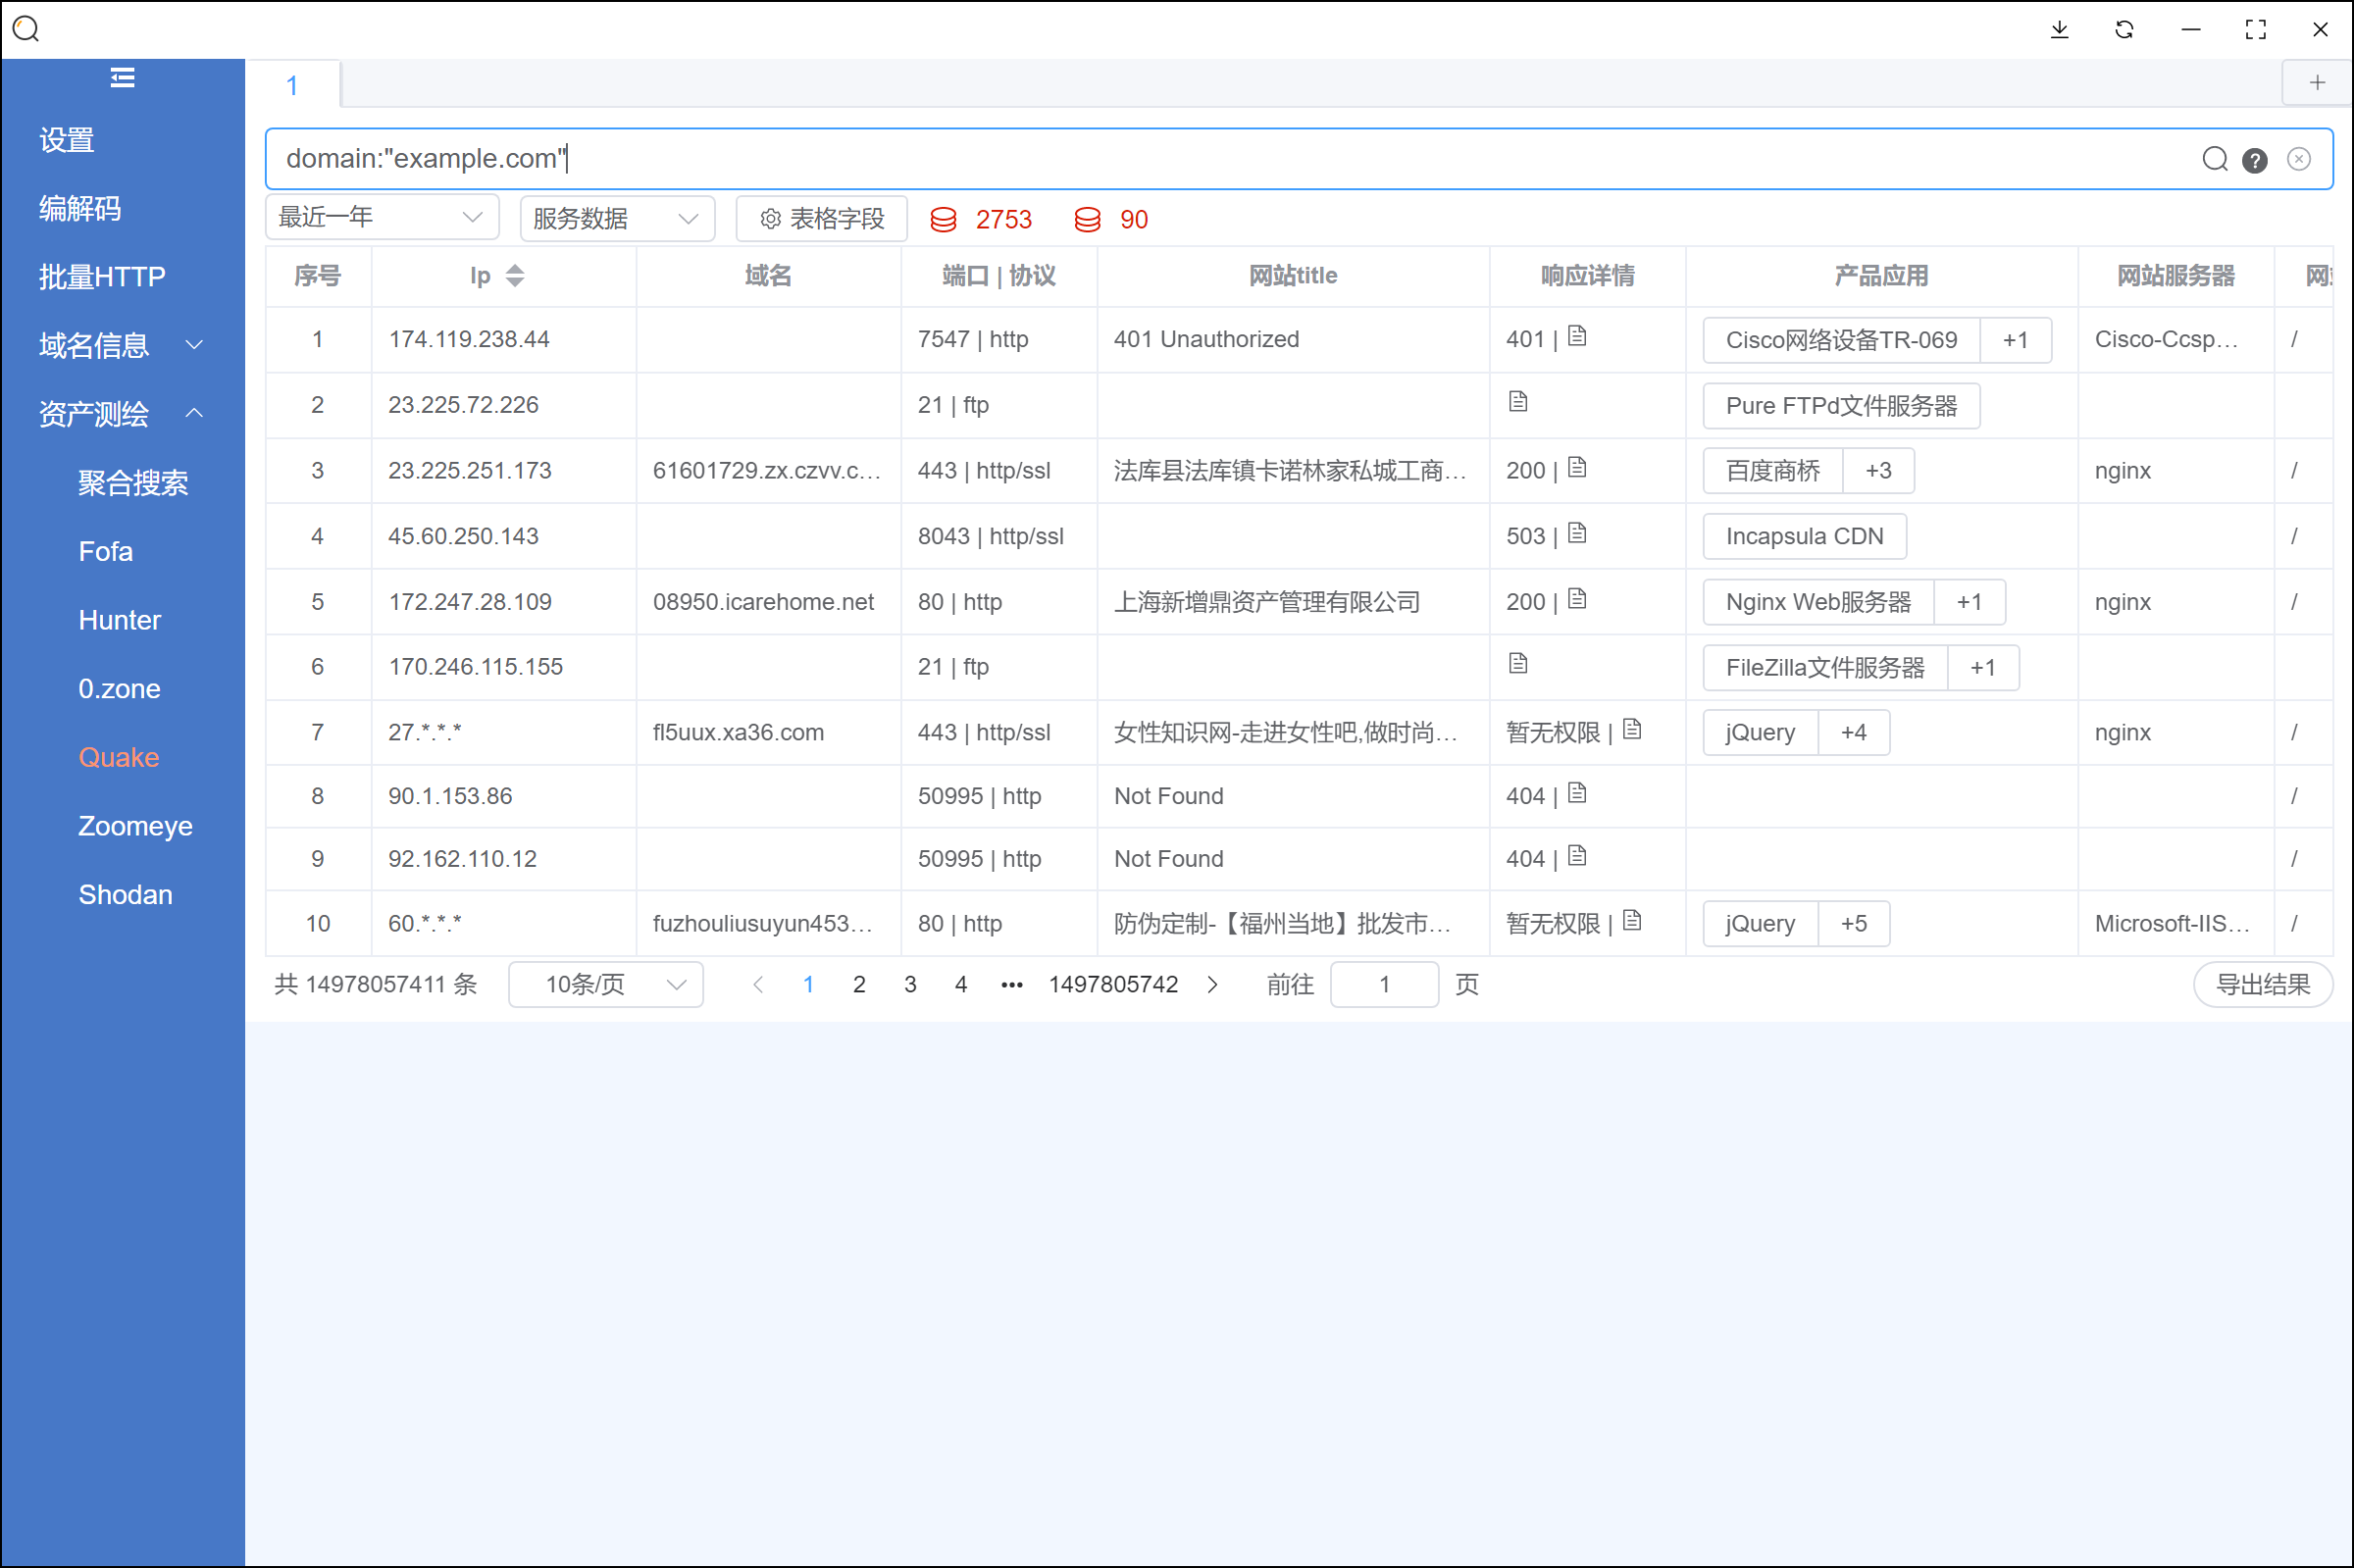 1
+
设置
编解码
批量HTTP
域名信息
资产测绘
聚合搜索
Fofa
Hunter
0.zone
Quake
Zoomeye
Shodan
domain:"example.com"
最近一年 服务数据 表格字段 2753 90
序号 Ip 域名 端口 | 协议 网站title 响应详情 产品应用 网站服务器
1 174.119.238.44 7547 | http 401 Unauthorized 401 | Cisco网络设备TR-069 +1 Cisco-Ccsp... /
2 23.225.72.226 21 | ftp Pure FTPd文件服务器
3 23.225.251.173 61601729.zx.czvv.c... 443 | http/ssl 法库县法库镇卡诺林家私城工商... 200 | 百度商桥 +3 nginx /
4 45.60.250.143 8043 | http/ssl 503 | Incapsula CDN /
5 172.247.28.109 08950.icarehome.net 80 | http 上海新增鼎资产管理有限公司 200 | Nginx Web服务器 +1 nginx /
6 170.246.115.155 21 | ftp FileZilla文件服务器 +1
7 27.*.*.* fl5uux.xa36.com 443 | http/ssl 女性知识网-走进女性吧,做时尚... 暂无权限 | jQuery +4 nginx /
8 90.1.153.86 50995 | http Not Found 404 | /
9 92.162.110.12 50995 | http Not Found 404 | /
10 60.*.*.* fuzhouliusuyun453... 80 | http 防伪定制-【福州当地】批发市... 暂无权限 | jQuery +5 Microsoft-IIS... /
共 14978057411 条 10条/页 1 2 3 4 ••• 1497805742 前往 1 页 导出结果